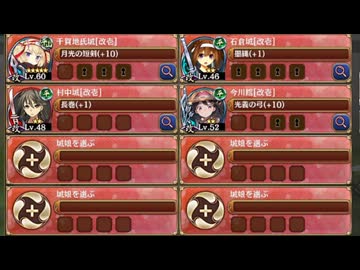 千賀地氏城[改壱]
月光の短剣(+10)
Lv.60
石倉城[改壱]
墨縄(+1)
Lv.46
村中城[改壱]
長巻(+1)
Lv.48
今川館[改壱]
光義の弓(+10)
Lv.52
城娘を選ぶ
城娘を選ぶ
城娘を選ぶ
城娘を選ぶ